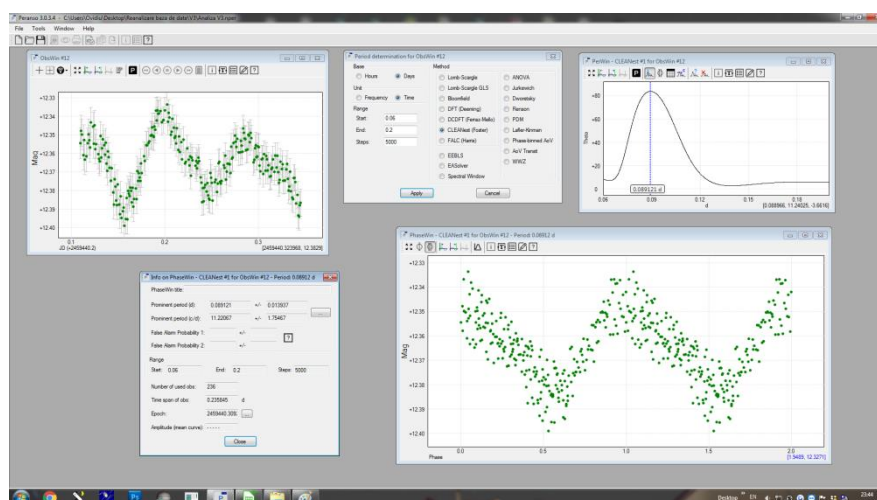 Peranso 3.0.3.4 - C:\Users\Ovidiu\Desktop\Reanalizare baza de date\V3\Analiza V3.nper
File Tools Window Help
ObsWin #12
+12.33
+12.34
+12.35
+12.36
+12.37
+12.38
+12.39
+12.40
Mag
0.1 0.2 0.3
JD (+2459440.2)
[2459440.323968, 12.3829]
Period determination for ObsWin #12
Base
Hours Days
Unit
Frequency Time
Range
Start: 0.06
End: 0.2
Steps: 5000
Method
Lomb-Scargle
Lomb-Scargle GLS
Bloomfield
DFT (Deeming)
DCDFT (Ferraz-Mello)
CLEANest (Foster)
FALC (Harris)
EEBLS
EXSolver
Spectral Window
ANOVA
Jurkevich
Dworetsky
Renson
PDM
Lafler-Kinman
Phase-binned AoV
AoV Transit
WWZ
Apply Cancel
PerWin - CLEANest #1 for ObsWin #12
+80
+60
+40
+20
0
Theta
0.089121 d
0.06 0.09 0.12 0.15 0.18
d
PhaseWin - CLEANest #1 for ObsWin #12 - Period: 0.08912 d
+12.33
+12.34
+12.35
+12.36
+12.37
+12.38
+12.39
+12.40
Mag
0.0 0.5 1.0 1.5 2.0
Phase
[1.9489, 12.3271]
Info on PhaseWin - CLEANest #1 for ObsWin #12 - Period: 0.08912 d
PhaseWin title:
Prominent period (d): 0.089121 +/- 0.013937
Prominent period (c/d): 11.22067 +/- 1.75467
False Alarm Probability 1: +/-
False Alarm Probability 2: +/-
Range
Start: 0.06 End: 0.2 Steps: 5000
Number of used obs: 236
Time span of obs: 0.235845 d
Epoch: 2459440.308
Amplitude (mean curve): -----
Close
Desktop EN 23:44